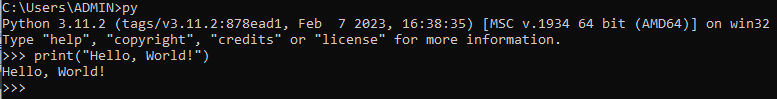 C:\Users\ADMIN>py
Python 3.11.2 (tags/v3.11.2:878ead1, Feb  7 2023, 16:38:35) [MSC v.1934 64 bit (AMD64)] on win32
Type "help", "copyright", "credits" or "license" for more information.
>>> print("Hello, World!")
Hello, World!
>>>